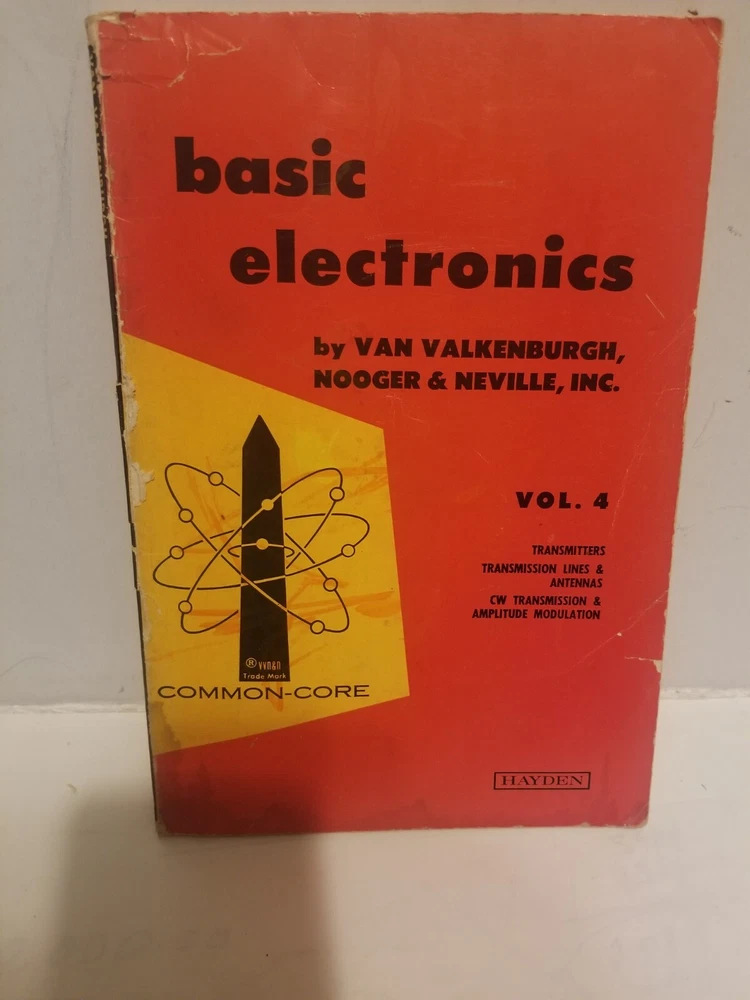 basic
electronics
by VAN VALKENBURGH,
NOOGER & NEVILLE, INC.
VOL. 4
TRANSMITTERS
TRANSMISSION LINES &
ANTENNAS
CW TRANSMISSION &
AMPLITUDE MODULATION
® VVN&N
Trade Mark
COMMON-CORE
HAYDEN